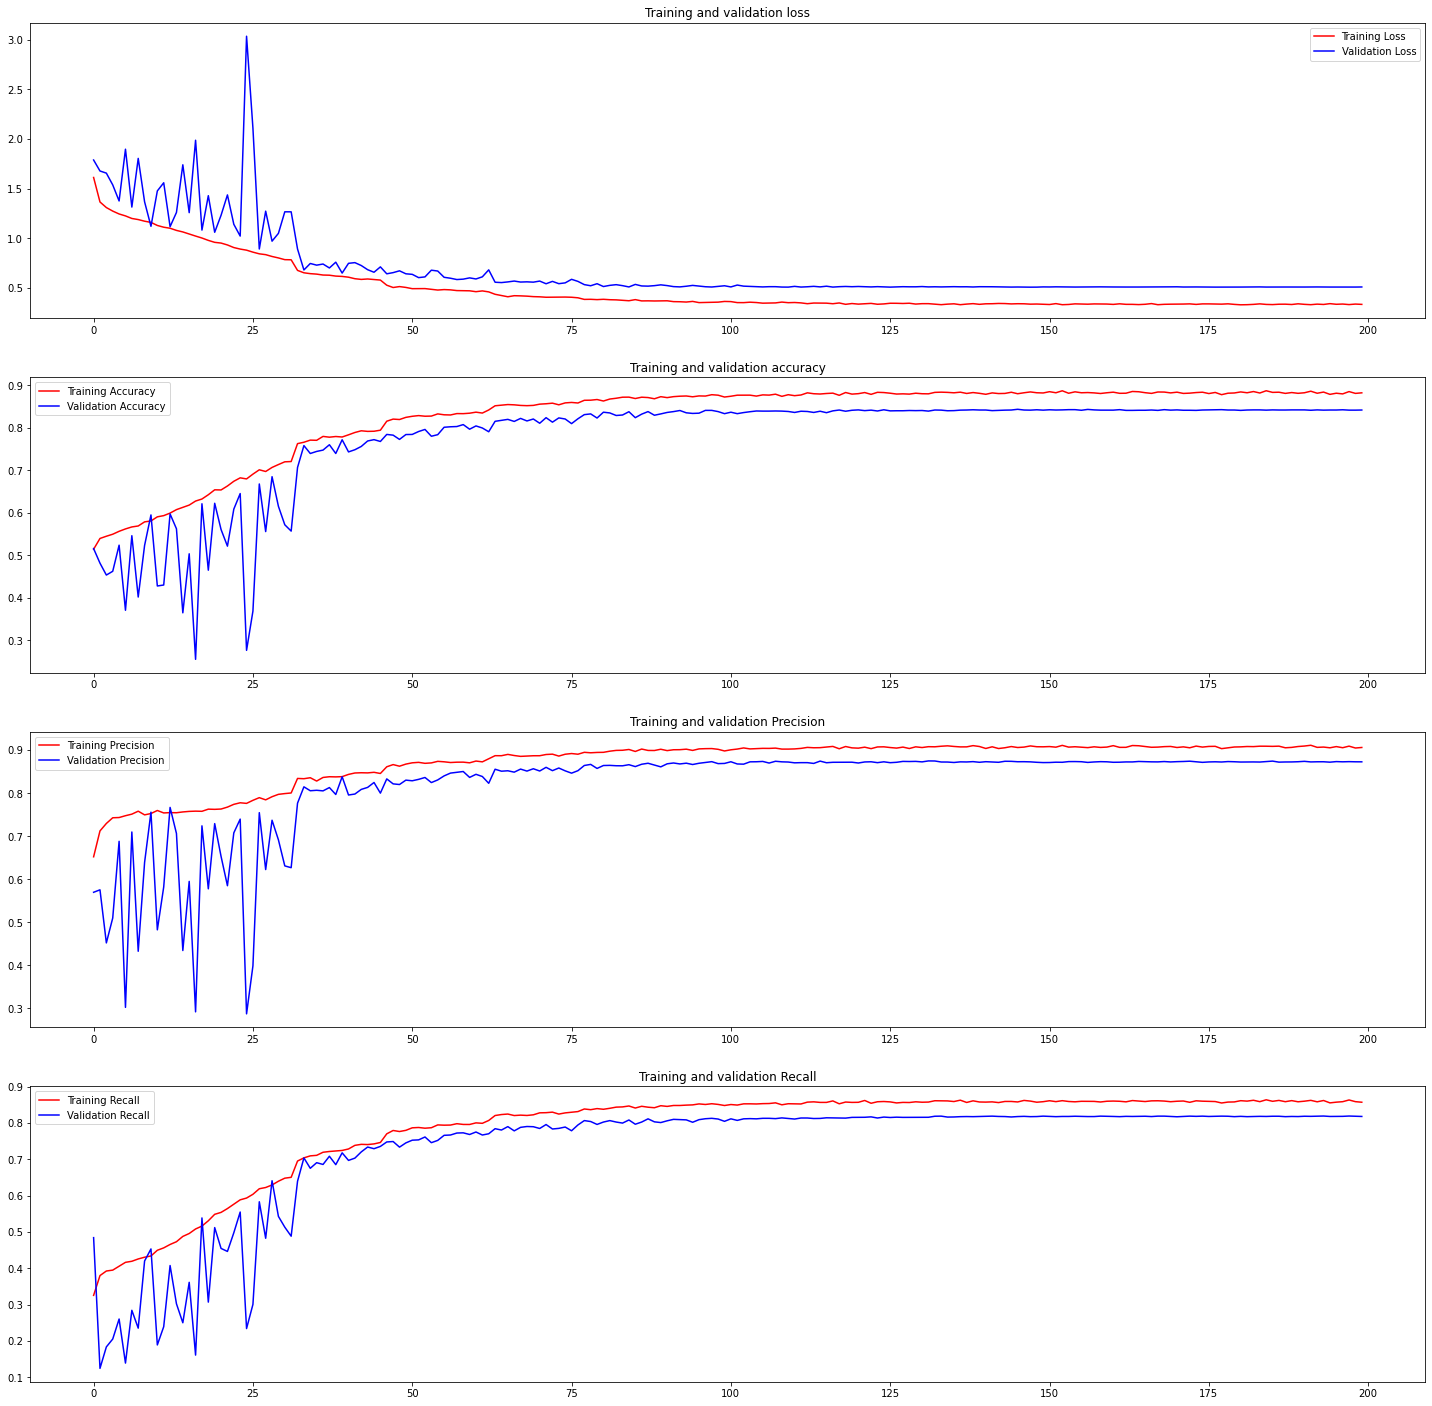 Training and validation loss
Training Loss
Validation Loss
3.0
2.5
2.0
1.5
1.0
0.5
0 25 50 75 100 125 150 175 200
Training and validation accuracy
Training Accuracy
Validation Accuracy
0.9
0.8
0.7
0.6
0.5
0.4
0.3
0 25 50 75 100 125 150 175 200
Training and validation Precision
Training Precision
Validation Precision
0.9
0.8
0.7
0.6
0.5
0.4
0.3
0 25 50 75 100 125 150 175 200
Training and validation Recall
Training Recall
Validation Recall
0.9
0.8
0.7
0.6
0.5
0.4
0.3
0.2
0.1
0 25 50 75 100 125 150 175 200